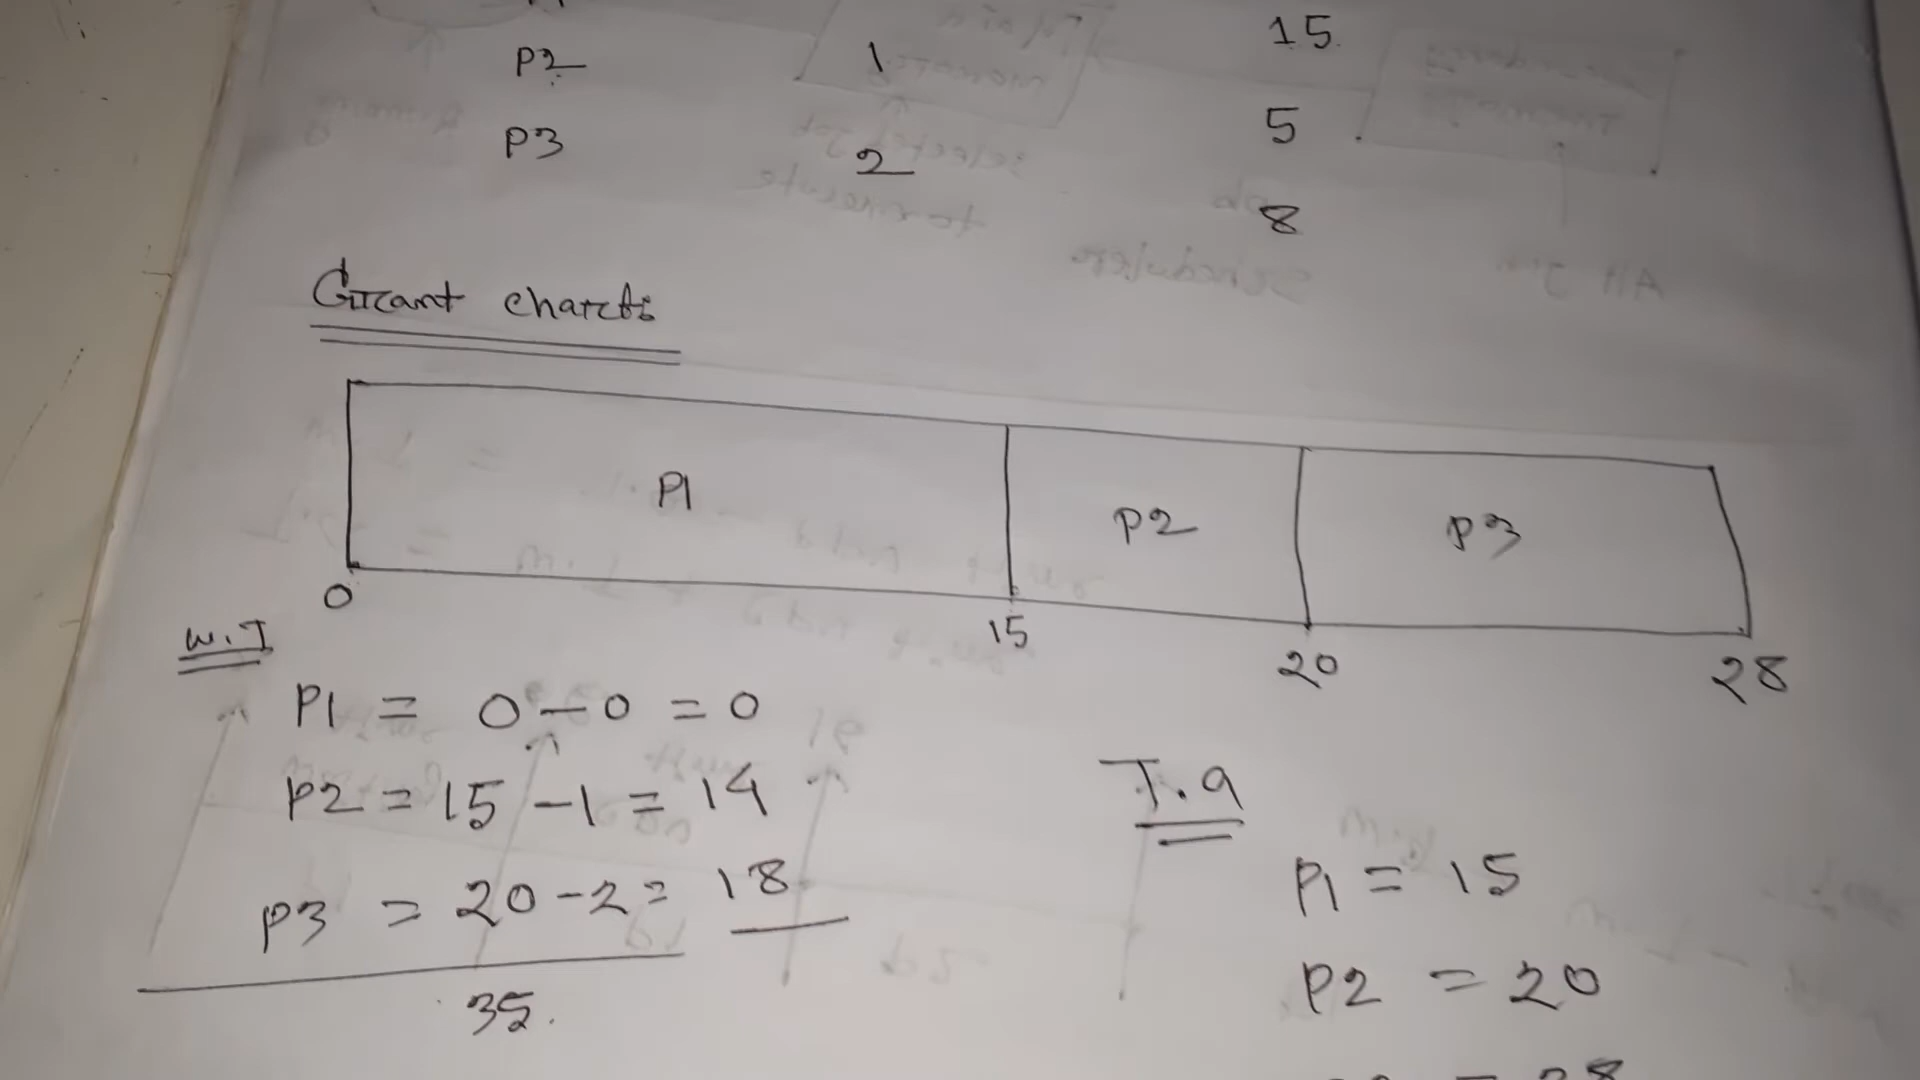 15
P2 1
5
P3 2
8
Grant charts
P1 P2 P3
0 15 20 28
W.T
P1 = 0 - 0 = 0
P2 = 15 - 1 = 14
P3 = 20 - 2 = 18
35.
T.a
P1 = 15
P2 = 20